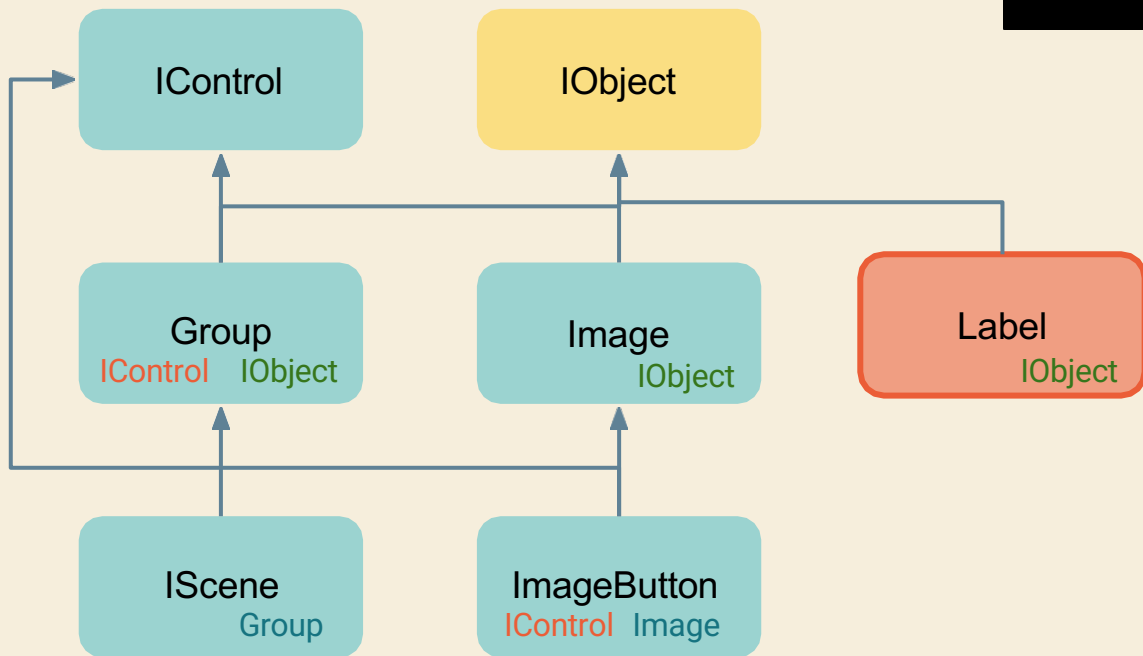 IControl
IObject
Group
IControl IObject
Image
IObject
Label
IObject
IScene
Group
ImageButton
IControl Image